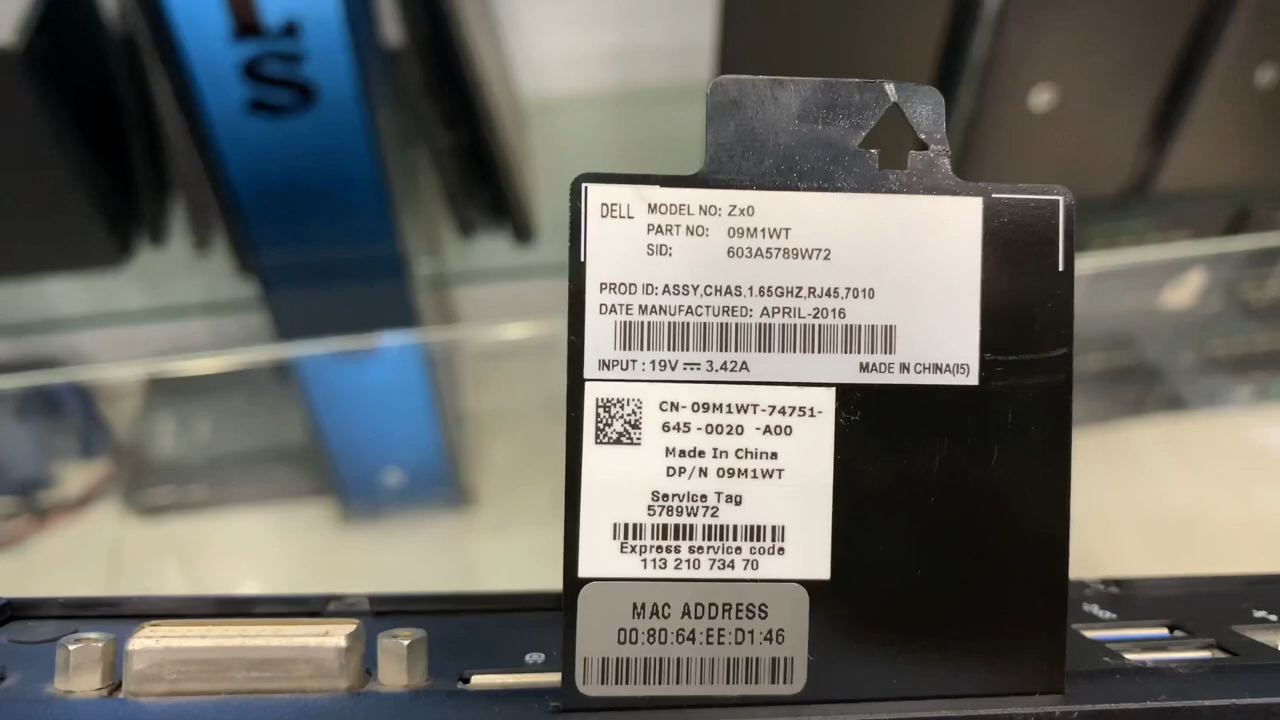 LS
DELL MODEL NO: Zx0
PART NO: 09M1WT
SID: 603A5789W72
PROD ID: ASSY,CHAS,1.65GHZ,RJ45,7010
DATE MANUFACTURED: APRIL-2016
INPUT : 19V ⎓ 3.42A MADE IN CHINA(I5)
CN- 09M1WT-74751-
645 -0020 -A00
Made In China
DP/N 09M1WT
Service Tag
5789W72
Express service code
113 210 734 70
MAC ADDRESS
00:80:64:EE:D1:46